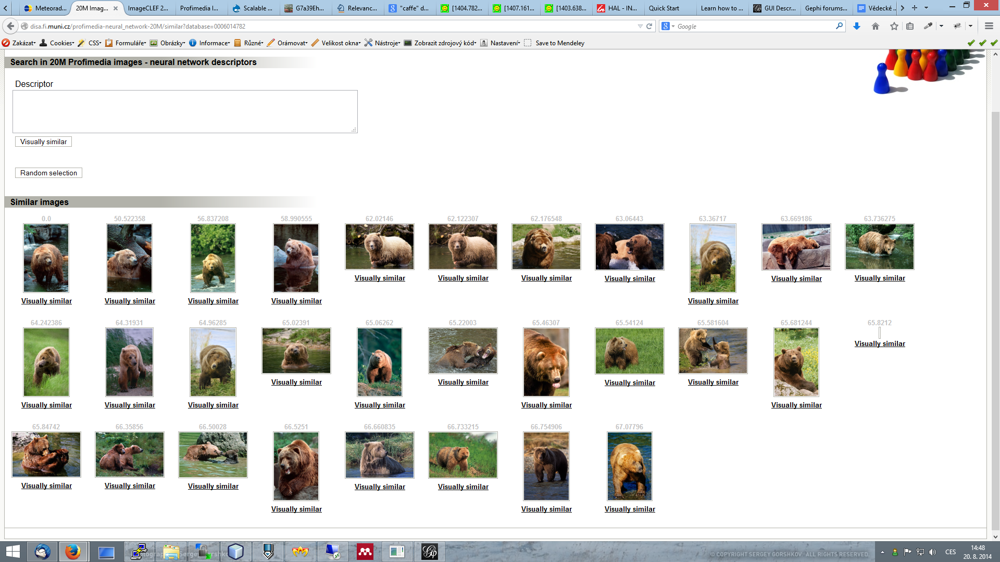 Meteorad...
20M Imag...
ImageCLEF 2...
Profimedia I...
Scalable ...
G7a39Eh...
Relevanc...
"caffe" d...
[1404.782...
[1407.161...
[1403.638...
HAL - IN...
Quick Start
Learn how to ...
GUI Descr...
Gephi forums...
Vědecké ...
disa.fi.muni.cz/profimedia-neural_network-20M/similar?database=0006014782
Google
Zakázat
Cookies
CSS
Formuláře
Obrázky
Informace
Různé
Orámovat
Velikost okna
Nástroje
Zobrazit zdrojový kód
Nastavení
Save to Mendeley
Search in 20M Profimedia images - neural network descriptors
Descriptor
Visually similar
Random selection
Similar images
0.0 50.522358 56.837208 58.990555 62.02146 62.122307 62.176548 63.06443 63.36717 63.669186 63.736275
Visually similar Visually similar Visually similar Visually similar Visually similar Visually similar Visually similar Visually similar Visually similar Visually similar Visually similar
64.242386 64.31931 64.96285 65.02391 65.06262 65.22003 65.46307 65.54124 65.581604 65.681244 65.8212
Visually similar Visually similar Visually similar Visually similar Visually similar Visually similar Visually similar Visually similar Visually similar Visually similar Visually similar
65.84742 66.35856 66.50028 66.5251 66.660835 66.733215 66.754906 67.07796
Visually similar Visually similar Visually similar Visually similar Visually similar Visually similar Visually similar Visually similar
© COPYRIGHT SERGEY GORSHKOV. ALL RIGHTS RESERVED.
CES
14:48
20. 8. 2014